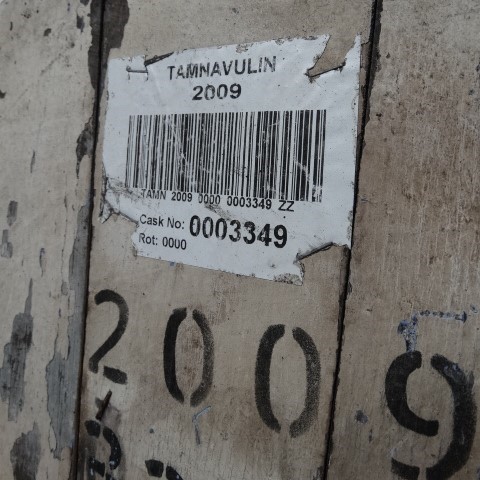 TAMNAVULIN
2009
TAMN 2009 0000 0003349 ZZ
Cask No: 0003349
Rot: 0000
2009